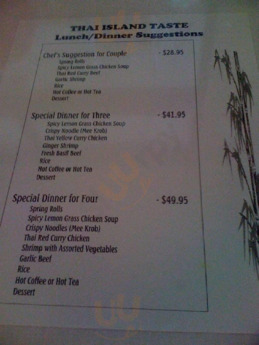 THAI ISLAND TASTE
Lunch/Dinner Suggestions
Chef's Suggestion for Couple - $28.95
Spring Rolls
Spicy Lemon Grass Chicken Soup
Thai Red Curry Beef
Garlic Shrimp
Rice
Hot Coffee or Hot Tea
Dessert
Special Dinner for Three - $41.95
Spicy Lemon Grass Chicken Soup
Crispy Noodle (Mee Krob)
Thai Yellow Curry Chicken
Ginger Shrimp
Fresh Basil Beef
Rice
Hot Coffee or Hot Tea
Dessert
Special Dinner for Four - $49.95
Spring Rolls
Spicy Lemon Grass Chicken Soup
Crispy Noodles (Mee Krob)
Thai Red Curry Chicken
Shrimp with Assorted Vegetables
Garlic Beef
Rice
Hot Coffee or Hot Tea
Dessert